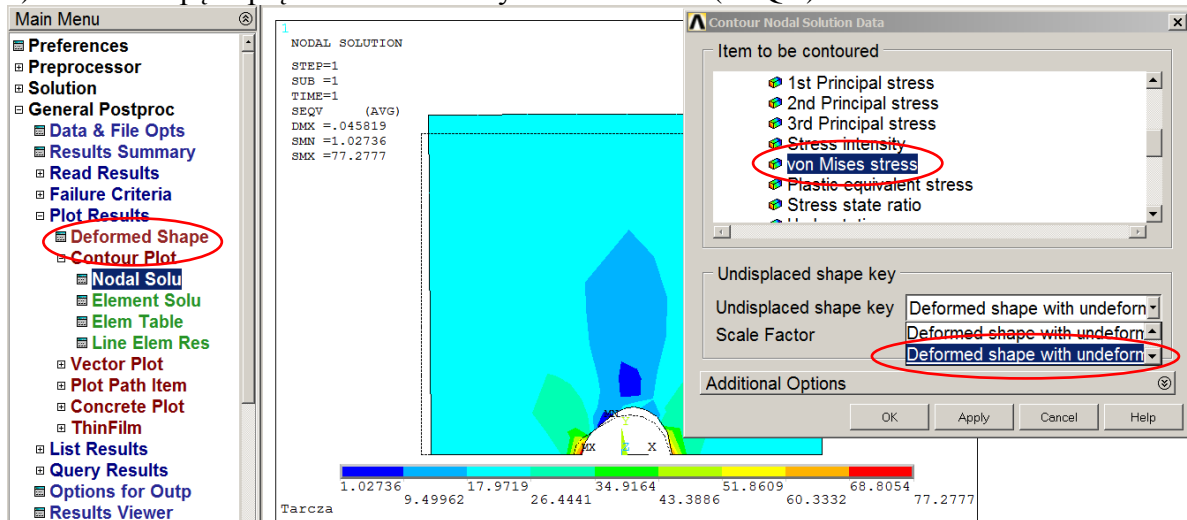 Main Menu
Preferences
Preprocessor
Solution
General Postproc
Data & File Opts
Results Summary
Read Results
Failure Criteria
Plot Results
Deformed Shape
Contour Plot
Nodal Solu
Element Solu
Elem Table
Line Elem Res
Vector Plot
Plot Path Item
Concrete Plot
ThinFilm
List Results
Query Results
Options for Outp
Results Viewer
1
NODAL SOLUTION
STEP=1
SUB =1
TIME=1
SEQV (AVG)
DMX =.045819
SMN =1.02736
SMX =77.2777
MX Z X
1.02736 17.9719 34.9164 51.8609 68.8054
9.49962 26.4441 43.3886 60.3332 77.2777
Tarcza
Contour Nodal Solution Data
Item to be contoured
1st Principal stress
2nd Principal stress
3rd Principal stress
Stress intensity
von Mises stress
Plastic equivalent stress
Stress state ratio
Undisplaced shape key
Undisplaced shape key Deformed shape with undeforn
Scale Factor Deformed shape with undeforn
Deformed shape with undeforn
Additional Options
OK Apply Cancel Help